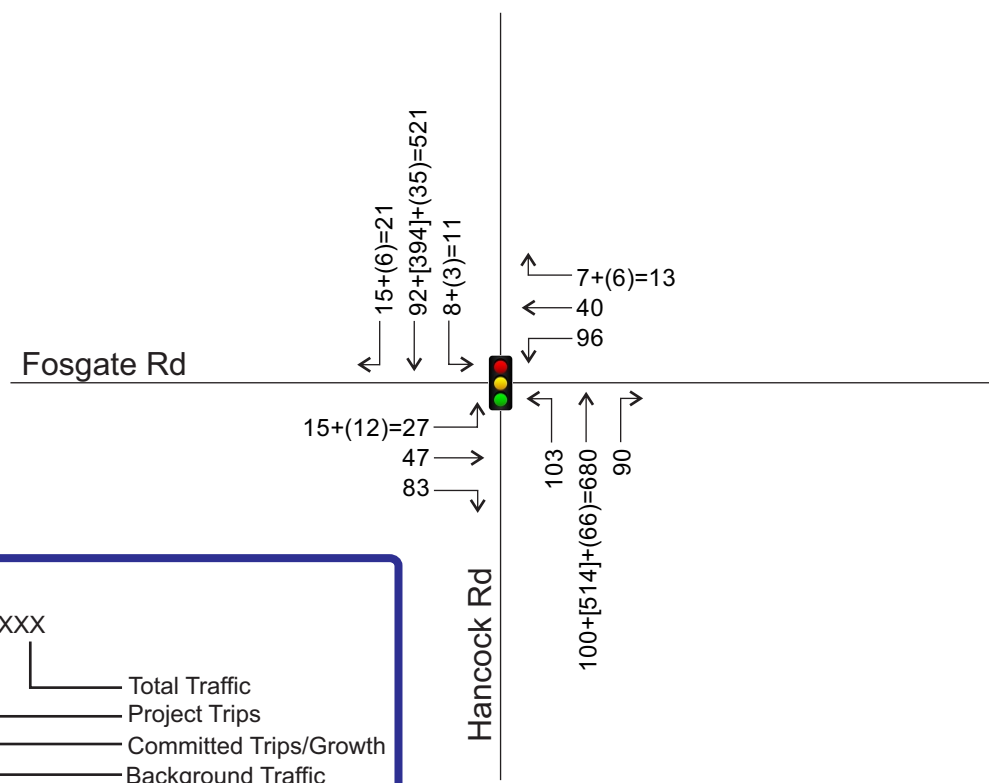 15+(6)=21
92+[394]+(35)=521
8+(3)=11
7+(6)=13
40
96
Fosgate Rd
15+(12)=27
47
83
103
100+[514]+(66)=680
90
Hancock Rd
XXX
Total Traffic
Project Trips
Committed Trips/Growth
Background Traffic